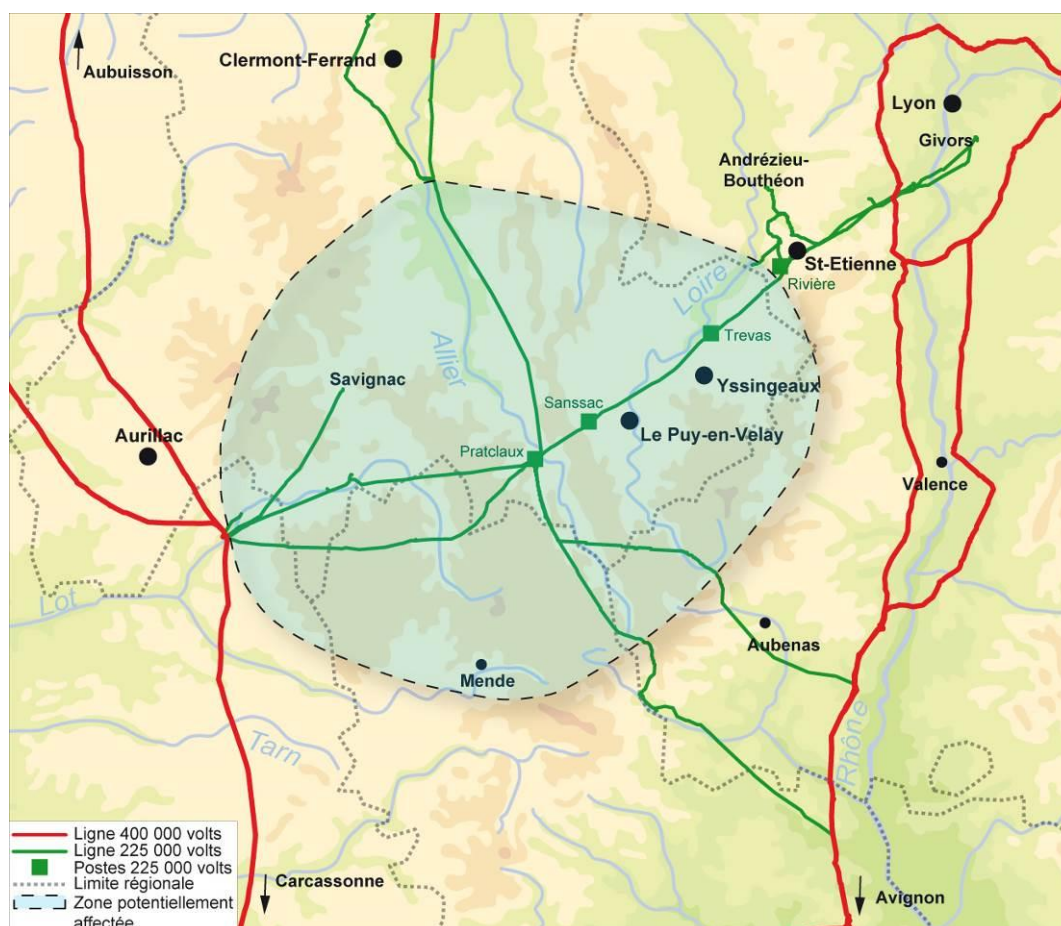 Clermont-Ferrand
Aubuisson
Lyon
Givors
Andrézieu-
Bouthéon
St-Etienne
Rivière
Loire
Trevas
Allier
Savignac
Yssingeaux
Sanssac
Aurillac
Le Puy-en-Velay
Pratclaux
Valence
Lot
Aubenas
Mende
Rhône
Tarn
Ligne 400 000 volts
Ligne 225 000 volts
Postes 225 000 volts
Limite régionale
Zone potentiellement
affectée
Carcassonne
Avignon